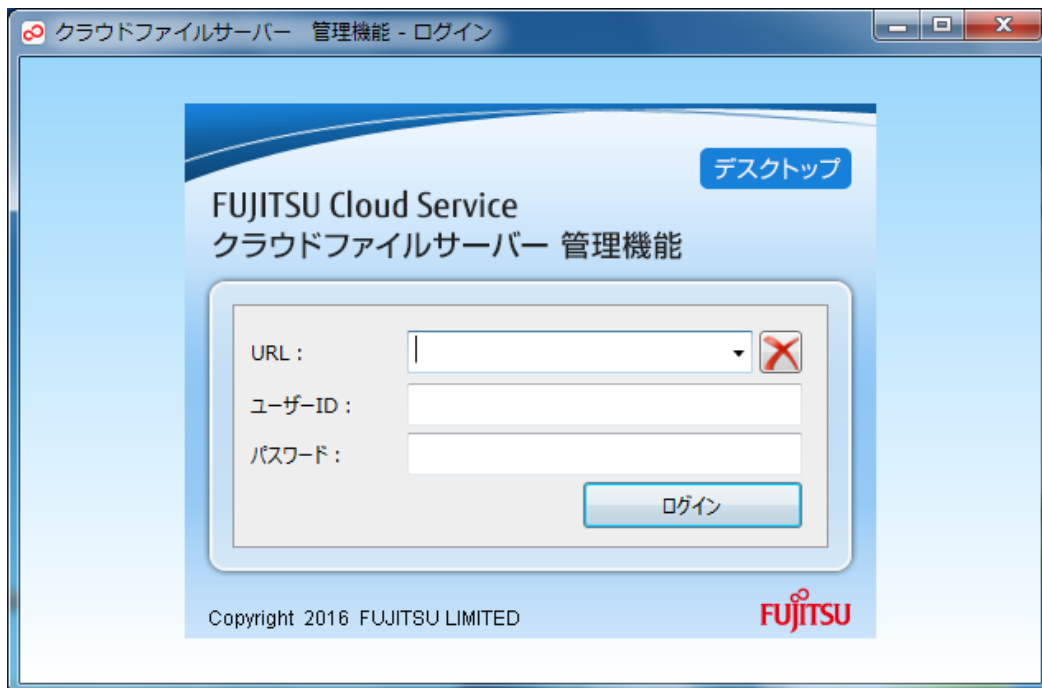 クラウドファイルサーバー　管理機能 - ログイン
デスクトップ
FUJITSU Cloud Service
クラウドファイルサーバー 管理機能
URL :
ユーザーID :
パスワード :
ログイン
Copyright 2016 FUJITSU LIMITED
FUJITSU